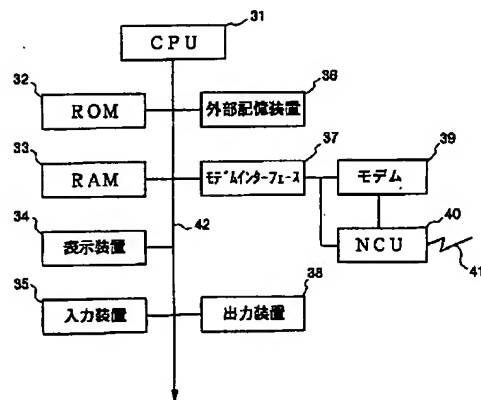 31
CPU
32
ROM
36
外部記憶装置
33
RAM
37
モデムインターフェース
39
モデム
34
表示装置
42
40
NCU
41
35
入力装置
38
出力装置